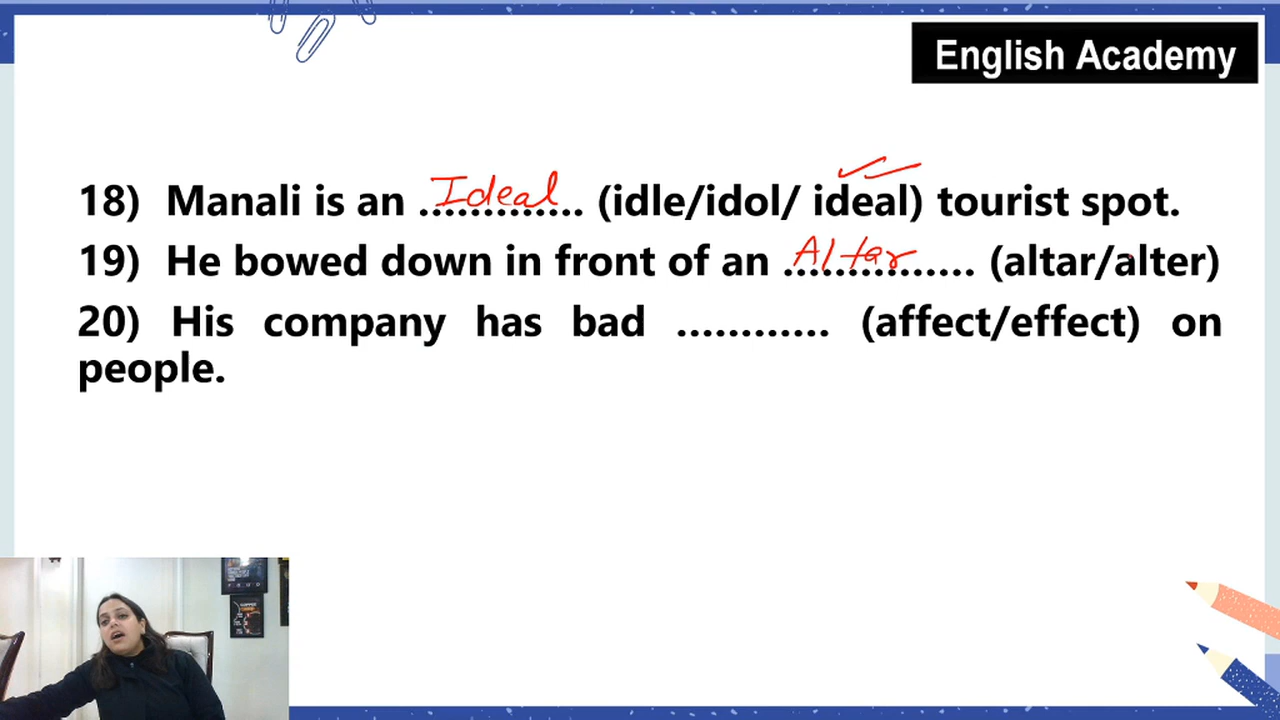 English Academy
18) Manali is an Ideal ............. (idle/idol/ ideal) tourist spot.
19) He bowed down in front of an Altar ............... (altar/alter)
20) His company has bad ............ (affect/effect) on
people.